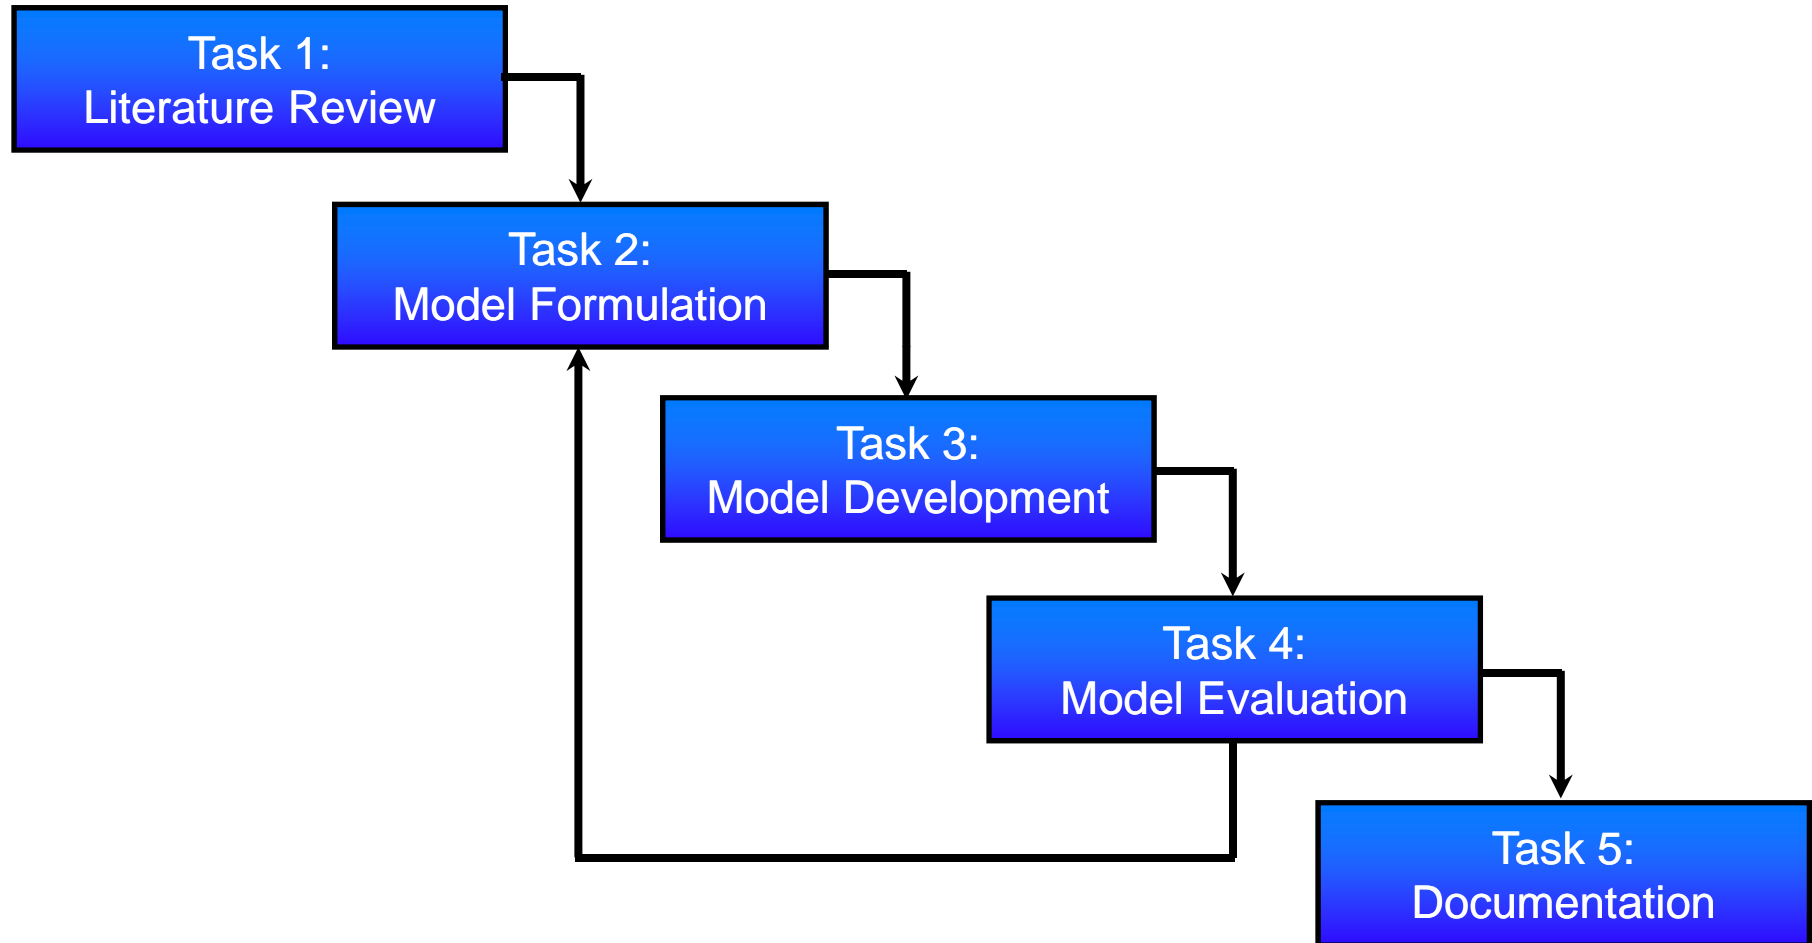 Task 1:
Literature Review
Task 2:
Model Formulation
Task 3:
Model Development
Task 4:
Model Evaluation
Task 5:
Documentation